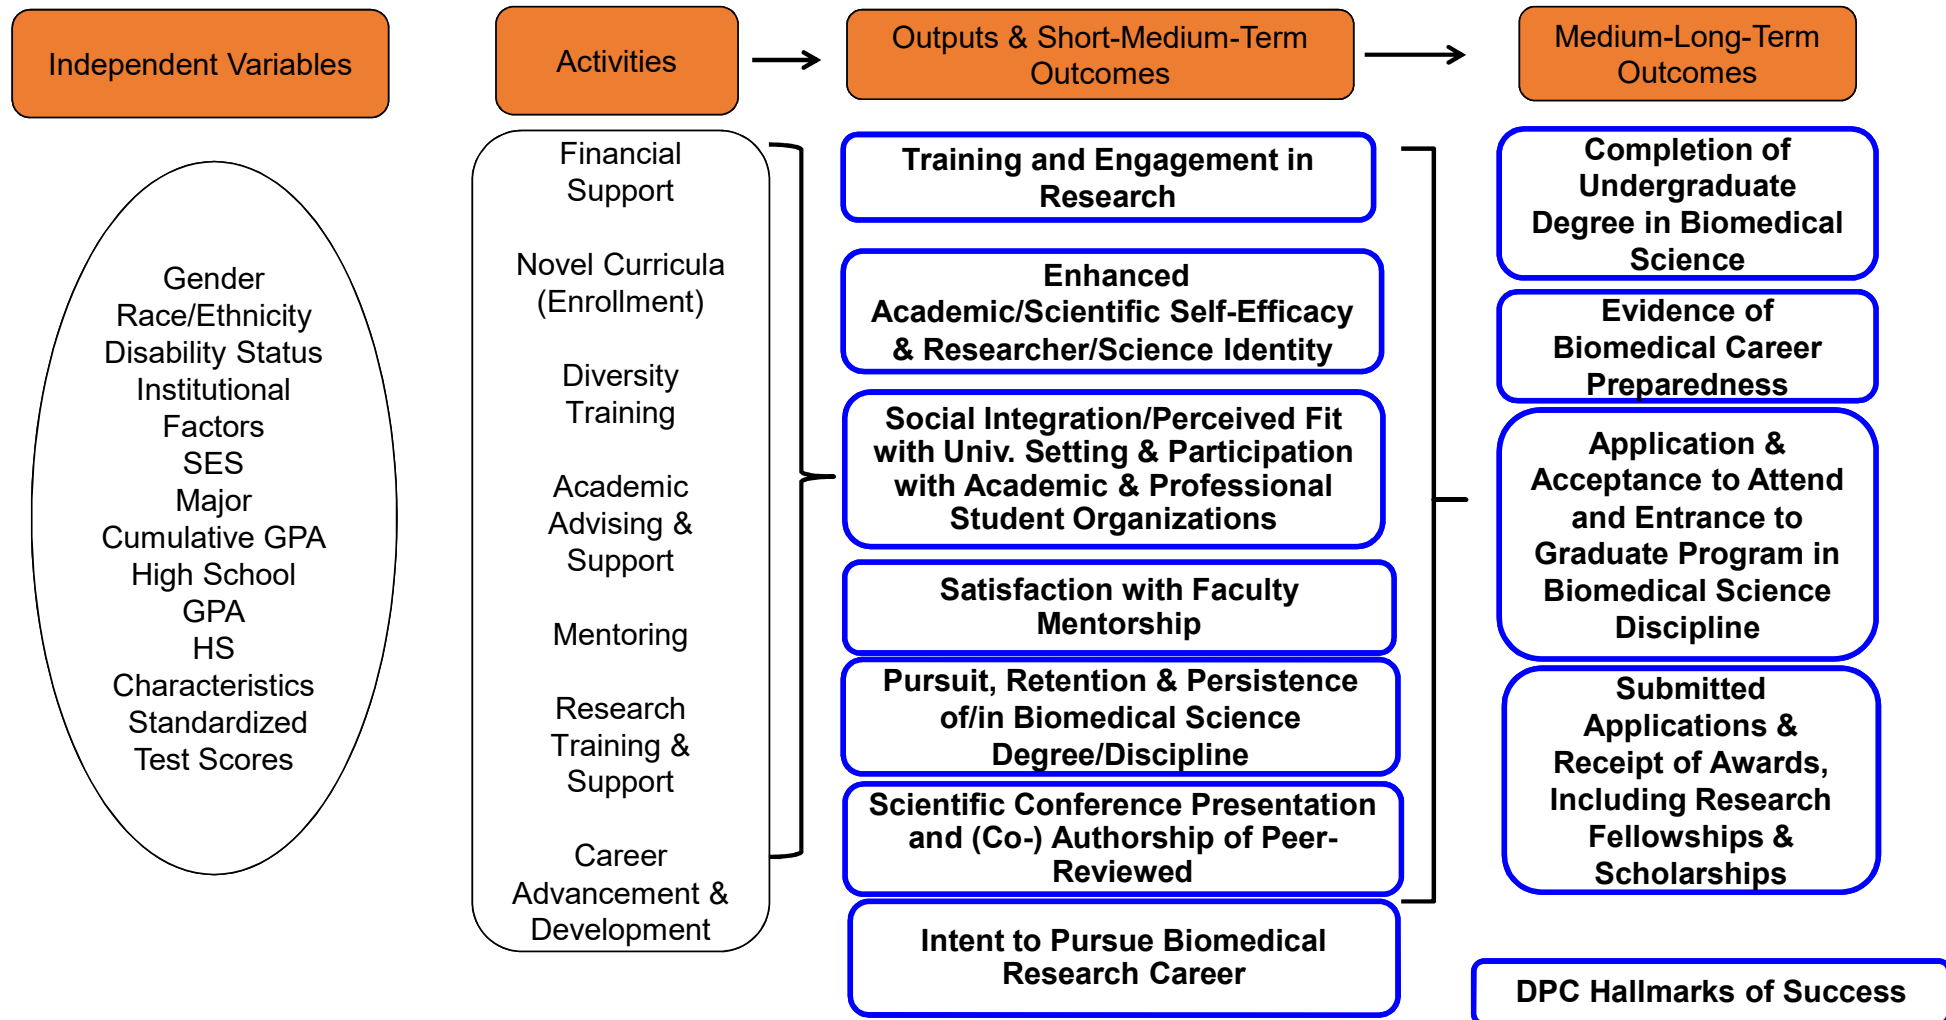 Independent Variables
Activities
Outputs & Short-Medium-Term
Outcomes
Medium-Long-Term
Outcomes
Gender
Race/Ethnicity
Disability Status
Institutional
Factors
SES
Major
Cumulative GPA
High School
GPA
HS
Characteristics
Standardized
Test Scores
Financial
Support
Novel Curricula
(Enrollment)
Diversity
Training
Academic
Advising &
Support
Mentoring
Research
Training &
Support
Career
Advancement &
Development
Training and Engagement in
Research
Enhanced
Academic/Scientific Self-Efficacy
& Researcher/Science Identity
Social Integration/Perceived Fit
with Univ. Setting & Participation
with Academic & Professional
Student Organizations
Satisfaction with Faculty
Mentorship
Pursuit, Retention & Persistence
of/in Biomedical Science
Degree/Discipline
Scientific Conference Presentation
and (Co-) Authorship of Peer-
Reviewed
Intent to Pursue Biomedical
Research Career
Completion of
Undergraduate
Degree in Biomedical
Science
Evidence of
Biomedical Career
Preparedness
Application &
Acceptance to Attend
and Entrance to
Graduate Program in
Biomedical Science
Discipline
Submitted
Applications &
Receipt of Awards,
Including Research
Fellowships &
Scholarships
DPC Hallmarks of Success